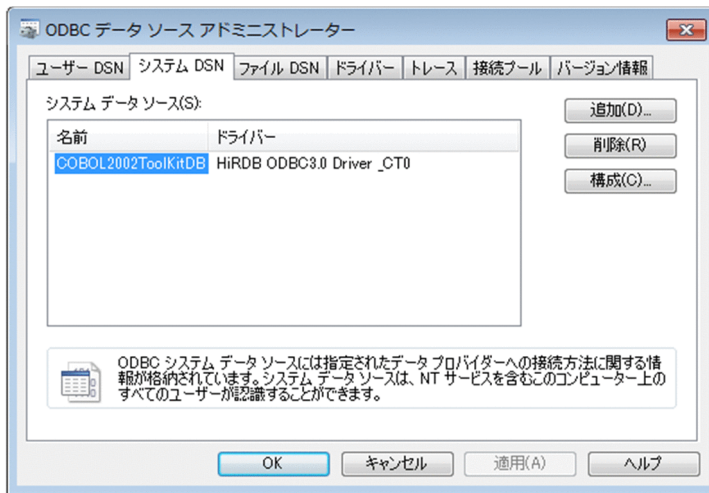 ODBC データ ソース アドミニストレーター
ユーザー DSN システム DSN ファイル DSN ドライバー トレース 接続プール バージョン情報
システム データ ソース(S):
追加(D)...
名前 ドライバー
削除(R)
COBOL2002ToolKitDB HiRDB ODBC3.0 Driver _CT0
構成(C)...
ODBC システム データ ソースには指定されたデータ プロバイダーへの接続方法に関する情
報が格納されています。システム データ ソースは、NT サービスを含むこのコンピューター上の
すべてのユーザーが認識することができます。
OK キャンセル 適用(A) ヘルプ